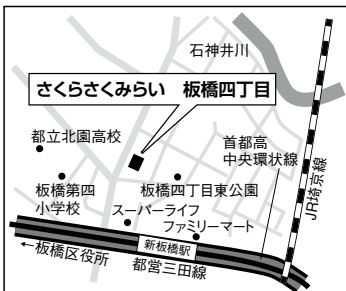 石神井川
さくらさくみらい 板橋四丁目
都立北園高校
首都高
中央環状線
JR埼京線
板橋第四
小学校
板橋四丁目東公園
スーパーライフ
ファミリーマート
新板橋駅
←板橋区役所
都営三田線